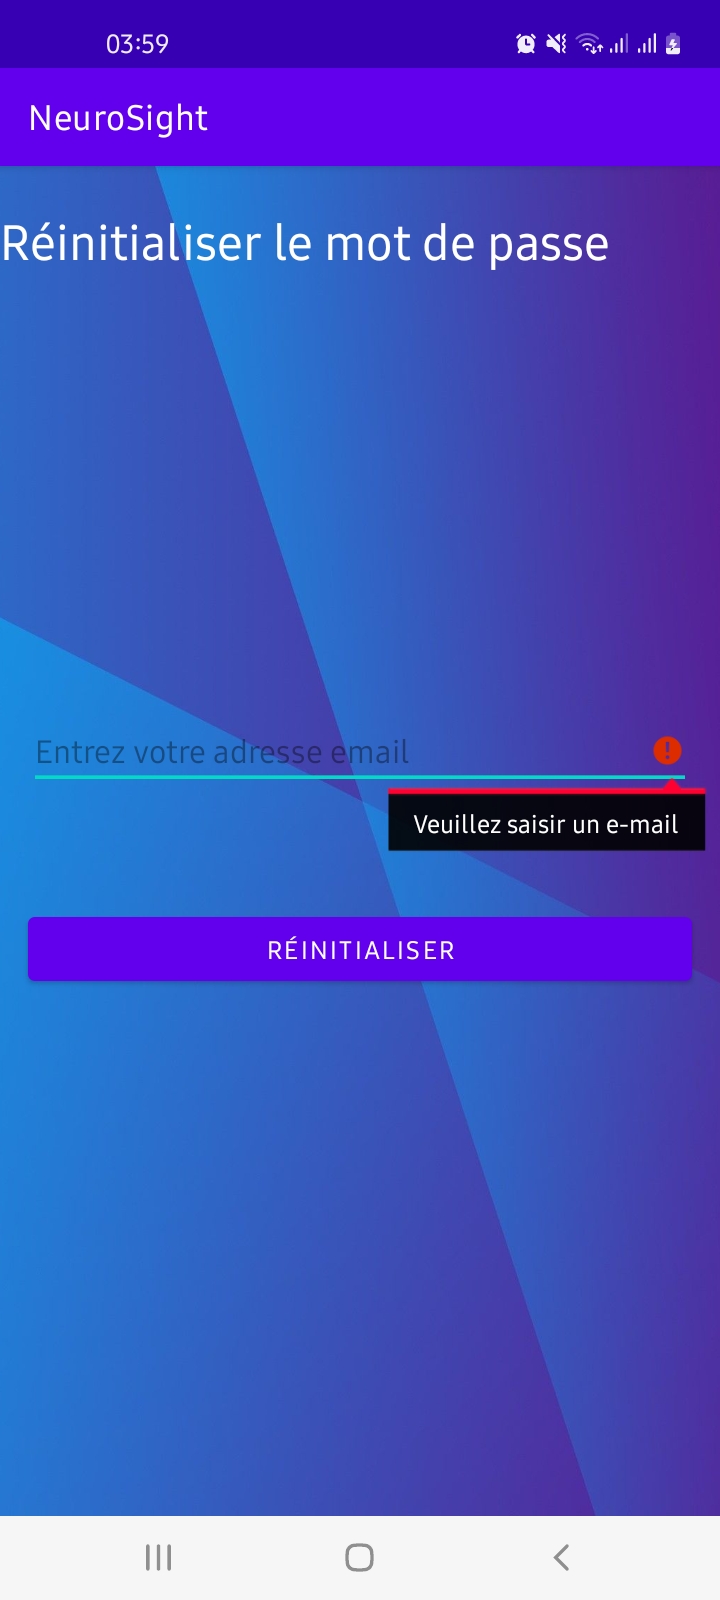 03:59
NeuroSight
Réinitialiser le mot de passe
Entrez votre adresse email
Veuillez saisir un e-mail
RÉINITIALISER